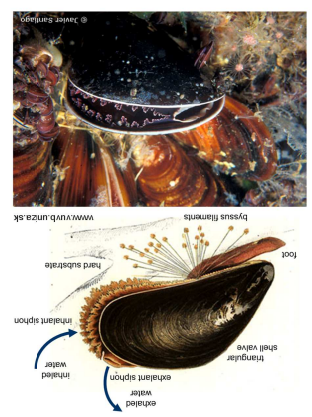 exhaled
water
inhaled
water
exhalant siphon
triangular
shell valve
inhalant siphon
foot
hard substrate
byssus filaments
www.vuvb.uniza.sk
© Javier Santiago